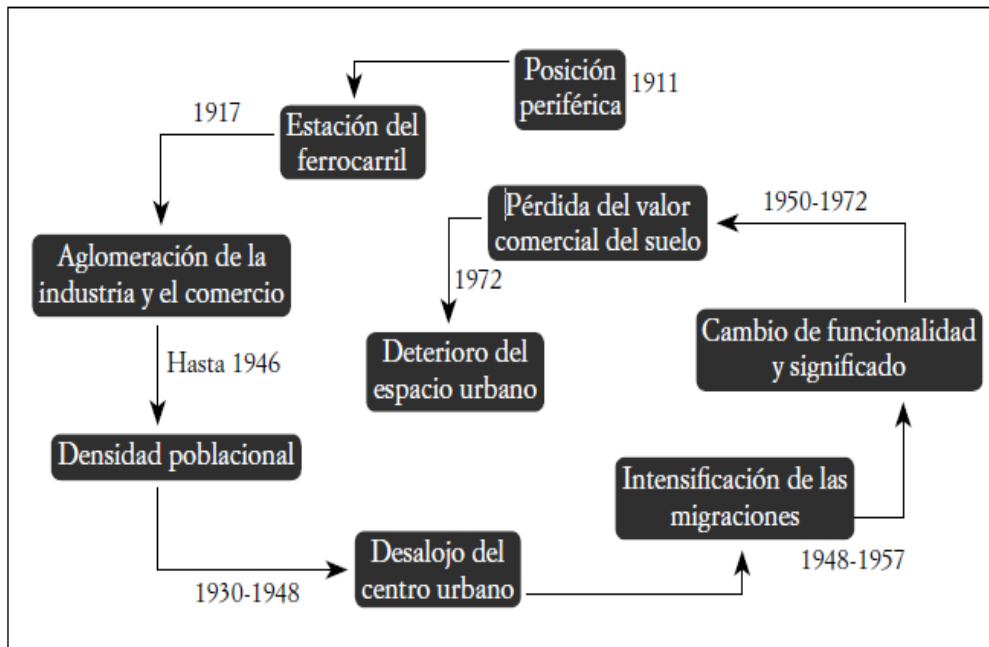 Posición
periférica
1911
Estación del
ferrocarril
1917
Aglomeración de la
industria y el comercio
Hasta 1946
Densidad poblacional
1930-1948
Desalojo del
centro urbano
Intensificación de las
migraciones
1948-1957
Cambio de funcionalidad
y significado
1950-1972
Pérdida del valor
comercial del suelo
1972
Deterioro del
espacio urbano